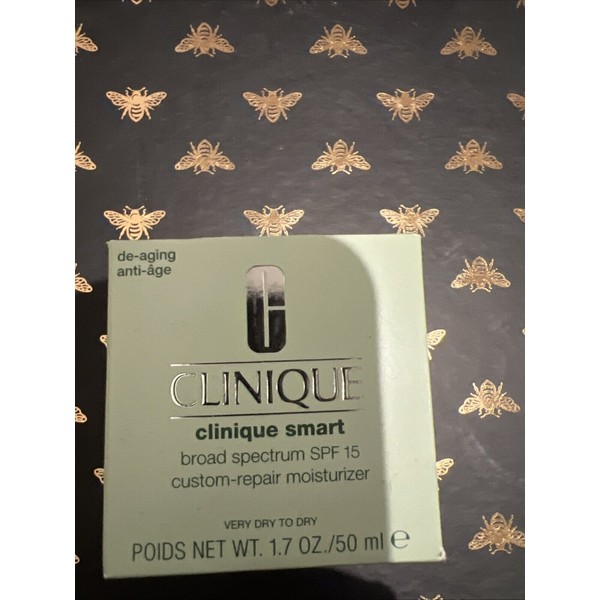 de-aging
anti-âge
CLINIQUE
clinique smart
broad spectrum SPF 15
custom-repair moisturizer
VERY DRY TO DRY
POIDS NET WT. 1.7 OZ./50 ml e